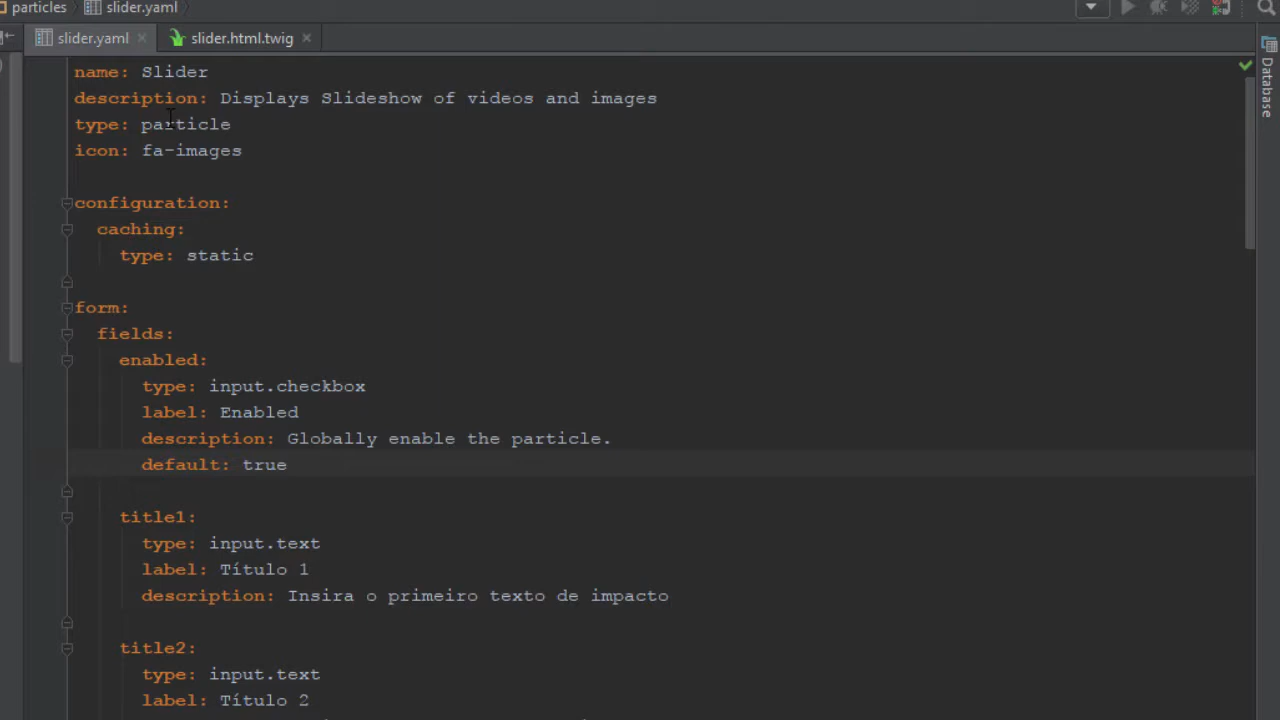 particles slider.yaml
slider.yaml slider.html.twig
Database
name: Slider
description: Displays Slideshow of videos and images
type: particle
icon: fa-images
configuration:
caching:
type: static
form:
fields:
enabled:
type: input.checkbox
label: Enabled
description: Globally enable the particle.
default: true
title1:
type: input.text
label: Título 1
description: Insira o primeiro texto de impacto
title2:
type: input.text
label: Título 2